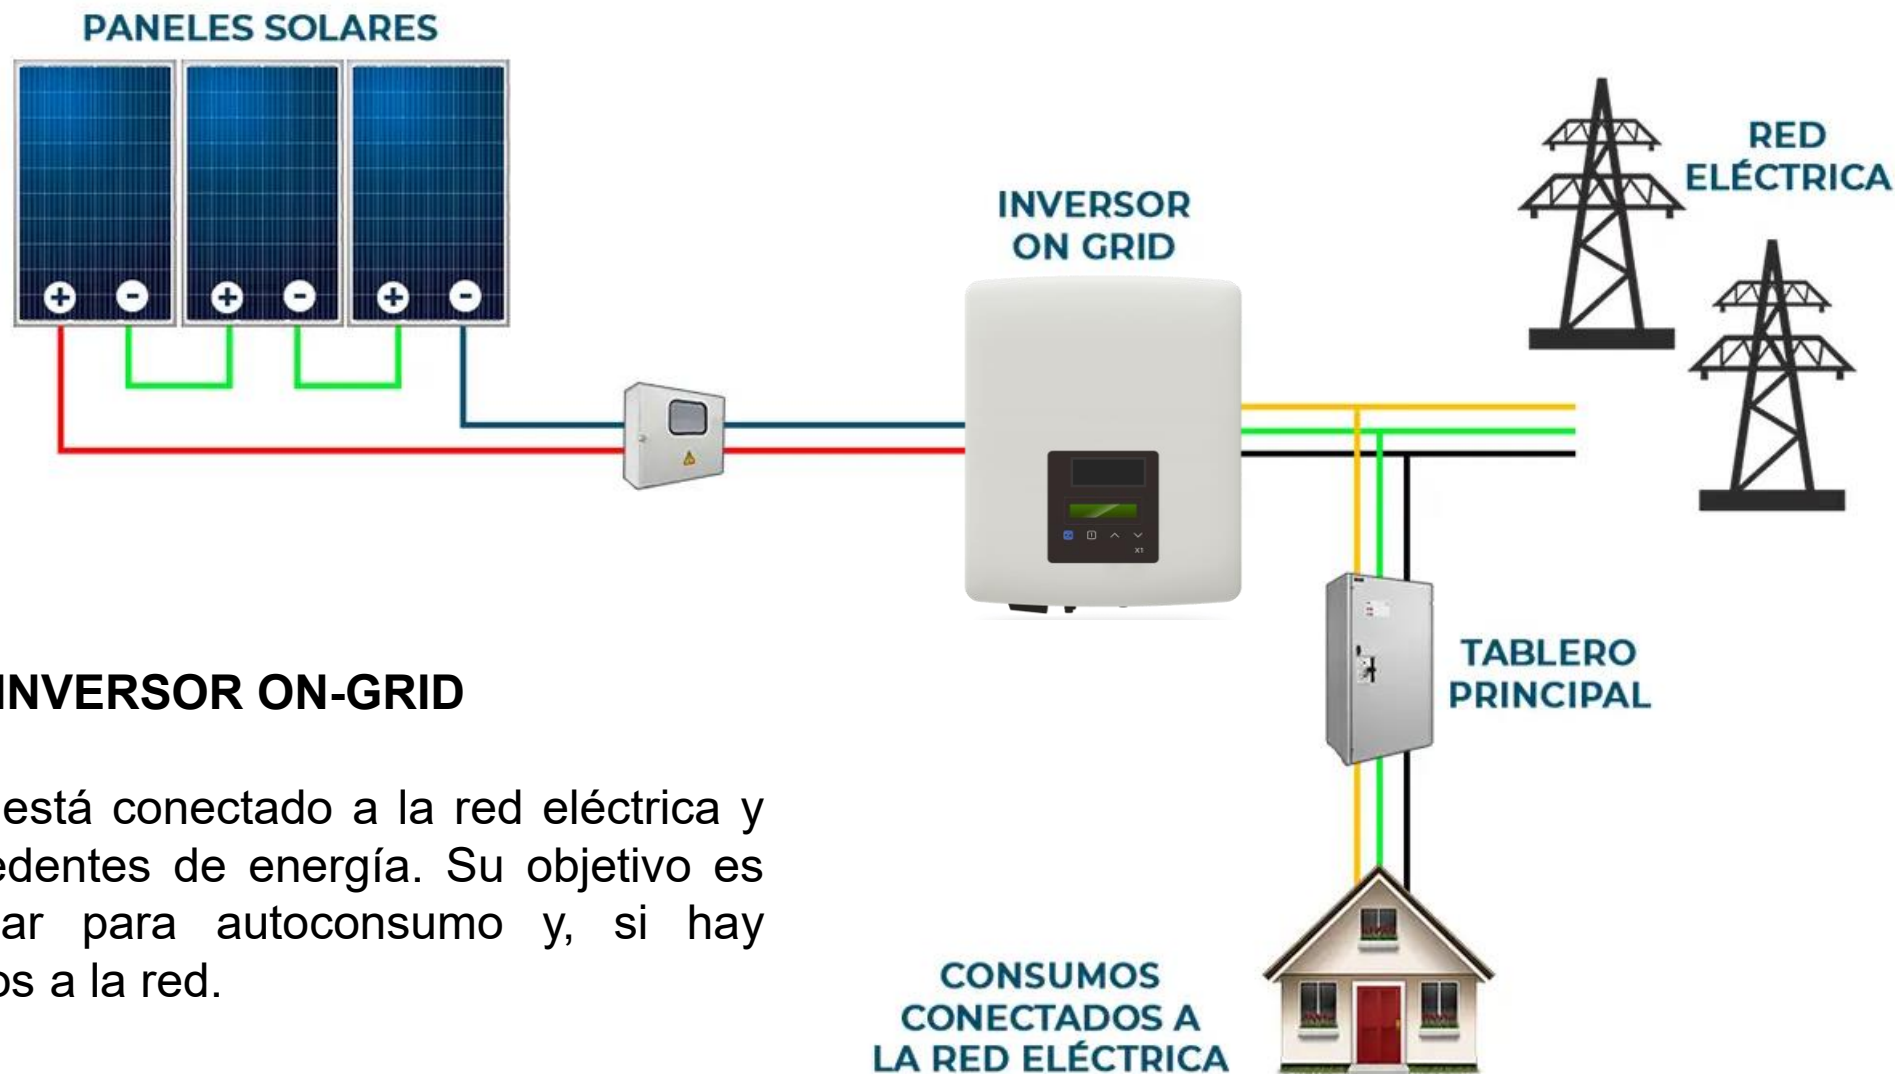 PANELES SOLARES
RED
ELÉCTRICA
INVERSOR
ON GRID
X1
TABLERO
PRINCIPAL
INVERSOR ON-GRID
está conectado a la red eléctrica y
edentes de energía. Su objetivo es
ar para autoconsumo y, si hay
os a la red.
CONSUMOS
CONECTADOS A
LA RED ELÉCTRICA